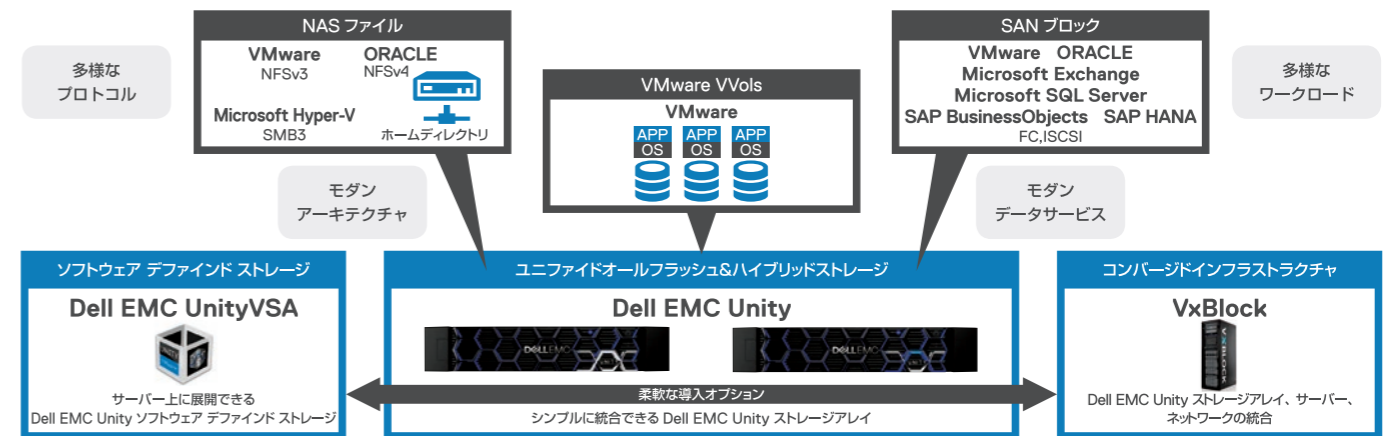 NAS ファイル
VMware
NFSv3
ORACLE
NFSv4
Microsoft Hyper-V
SMB3
ホームディレクトリ
多様な
プロトコル
VMware VVols
VMware
APP APP APP
OS OS OS
SAN ブロック
VMware ORACLE
Microsoft Exchange
Microsoft SQL Server
SAP BusinessObjects SAP HANA
FC,ISCSI
多様な
ワークロード
モダン
アーキテクチャ
モダン
データサービス
ソフトウェア デファインド ストレージ
Dell EMC UnityVSA
サーバー上に展開できる
Dell EMC Unity ソフトウェア デファインド ストレージ
ユニファイドオールフラッシュ&ハイブリッドストレージ
Dell EMC Unity
DELLEMC
DELLEMC
柔軟な導入オプション
シンプルに統合できる Dell EMC Unity ストレージアレイ
コンバージドインフラストラクチャ
VxBlock
VXBLOCK
Dell EMC Unity ストレージアレイ、サーバー、
ネットワークの統合